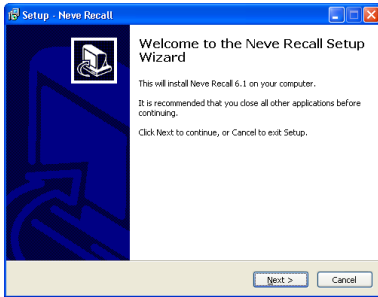 Setup - Neve Recall
Welcome to the Neve Recall Setup
Wizard
This will install Neve Recall 6.1 on your computer.
It is recommended that you close all other applications before
continuing.
Click Next to continue, or Cancel to exit Setup.
Next > Cancel